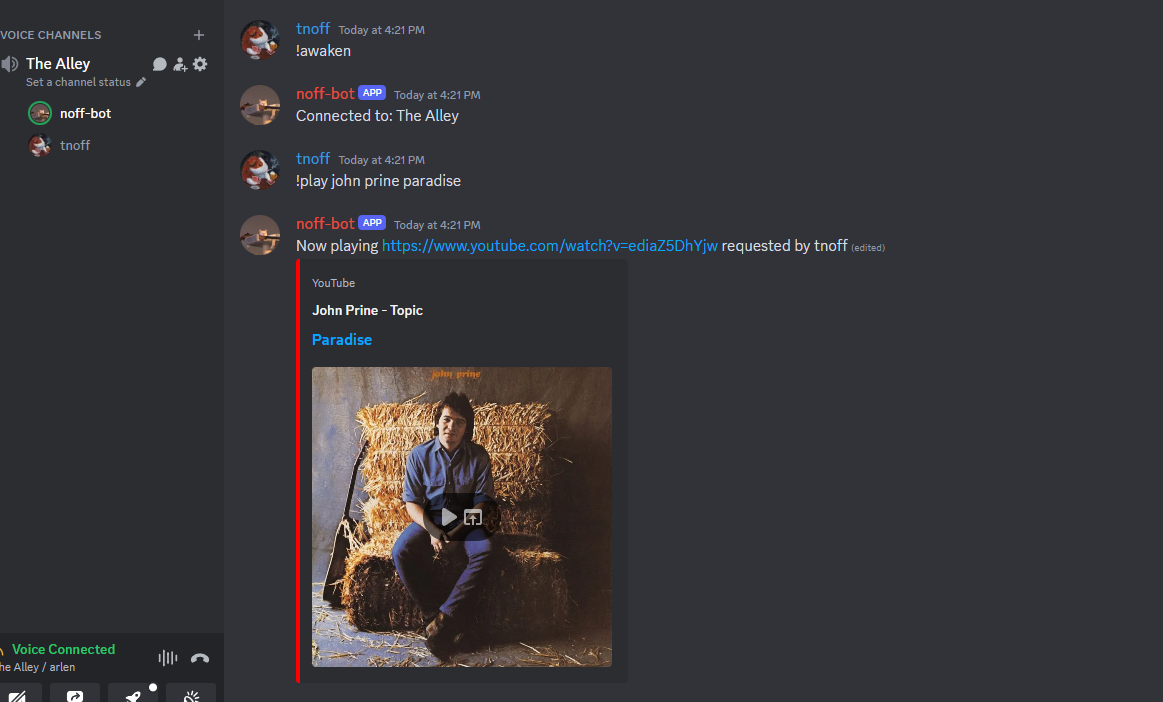 VOICE CHANNELS
The Alley
Set a channel status
noff-bot
tnoff
Voice Connected
he Alley / arlen
tnoff Today at 4:21 PM
!awaken
noff-bot APP Today at 4:21 PM
Connected to: The Alley
tnoff Today at 4:21 PM
!play john prine paradise
noff-bot APP Today at 4:21 PM
Now playing https://www.youtube.com/watch?v=ediaZ5DhYjw requested by tnoff (edited)
YouTube
John Prine - Topic
Paradise
john prine